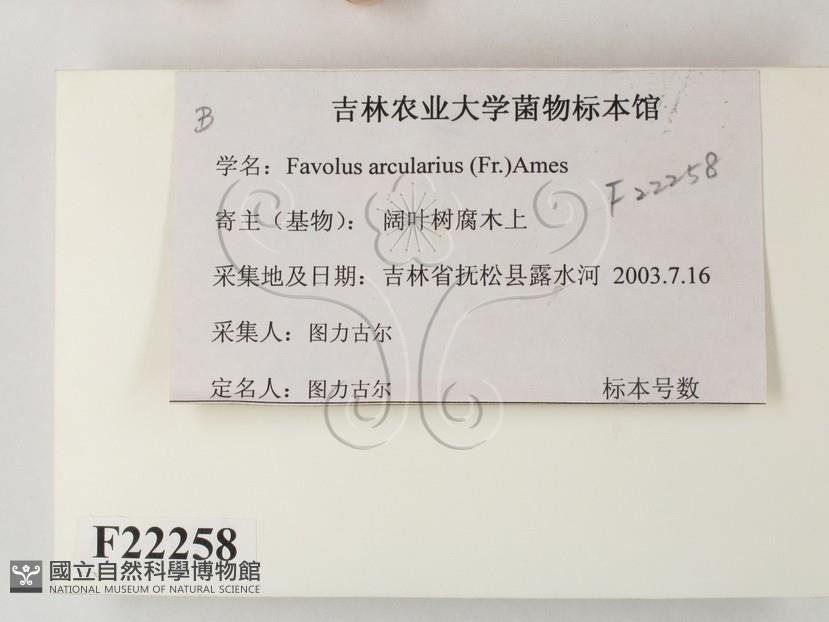 吉林农业大学菌物标本馆
B
学名：Favolus arcularius (Fr.)Ames
F22258
寄主（基物）： 阔叶树腐木上
采集地及日期：吉林省抚松县露水河 2003.7.16
采集人：图力古尔
定名人：图力古尔 标本号数
F22258
國立自然科學博物館
NATIONAL MUSEUM OF NATURAL SCIENCE